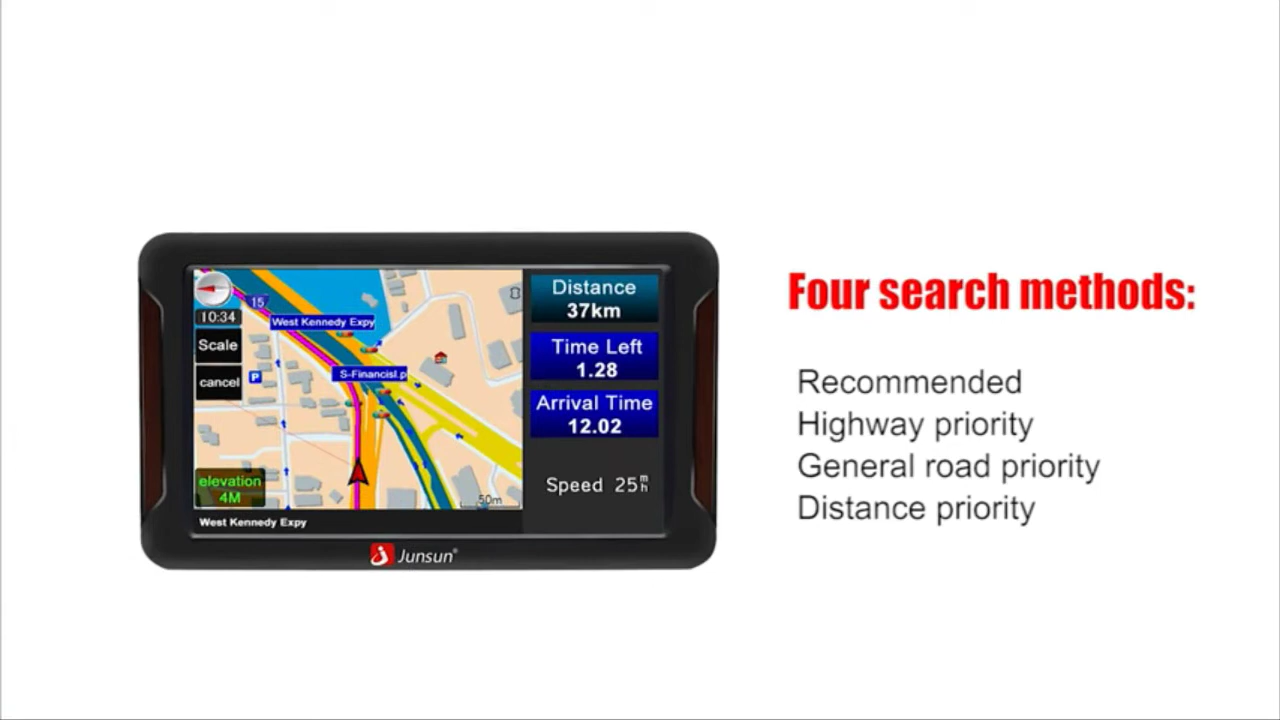 15
West Kennedy Expy
10:34
Scale
cancel
P
S-Financisl.p
elevation
4M
50m
West Kennedy Expy
Distance
37km
Time Left
1.28
Arrival Time
12.02
Speed 25 m/h
Junsun®
Four search methods:
Recommended
Highway priority
General road priority
Distance priority